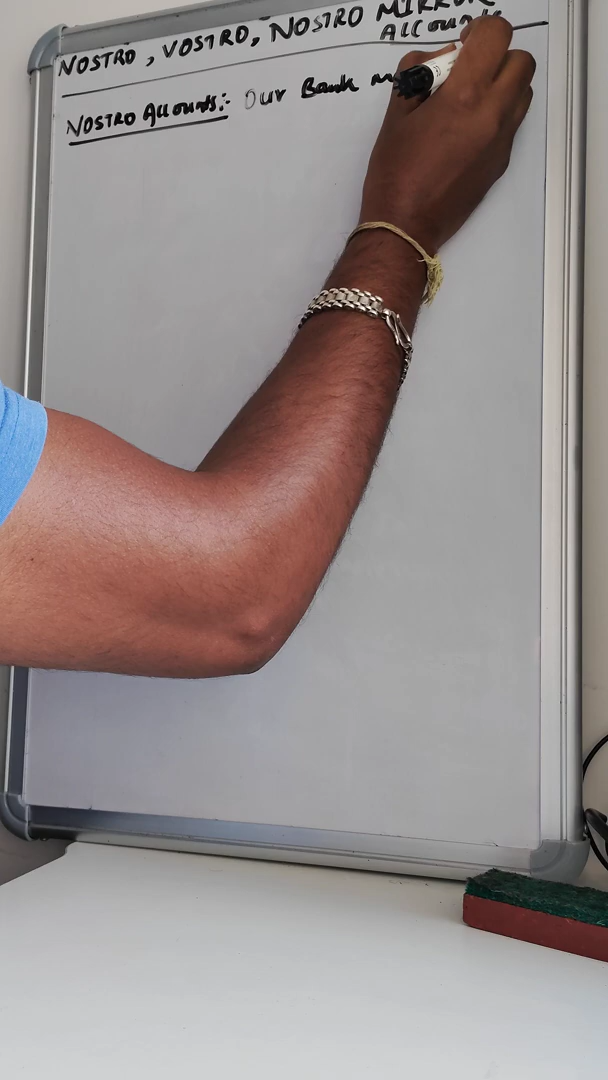 NOSTRO, VOSTRO, NOSTRO MIRROR
Accounts
NOSTRO Accounts:- Our Bank